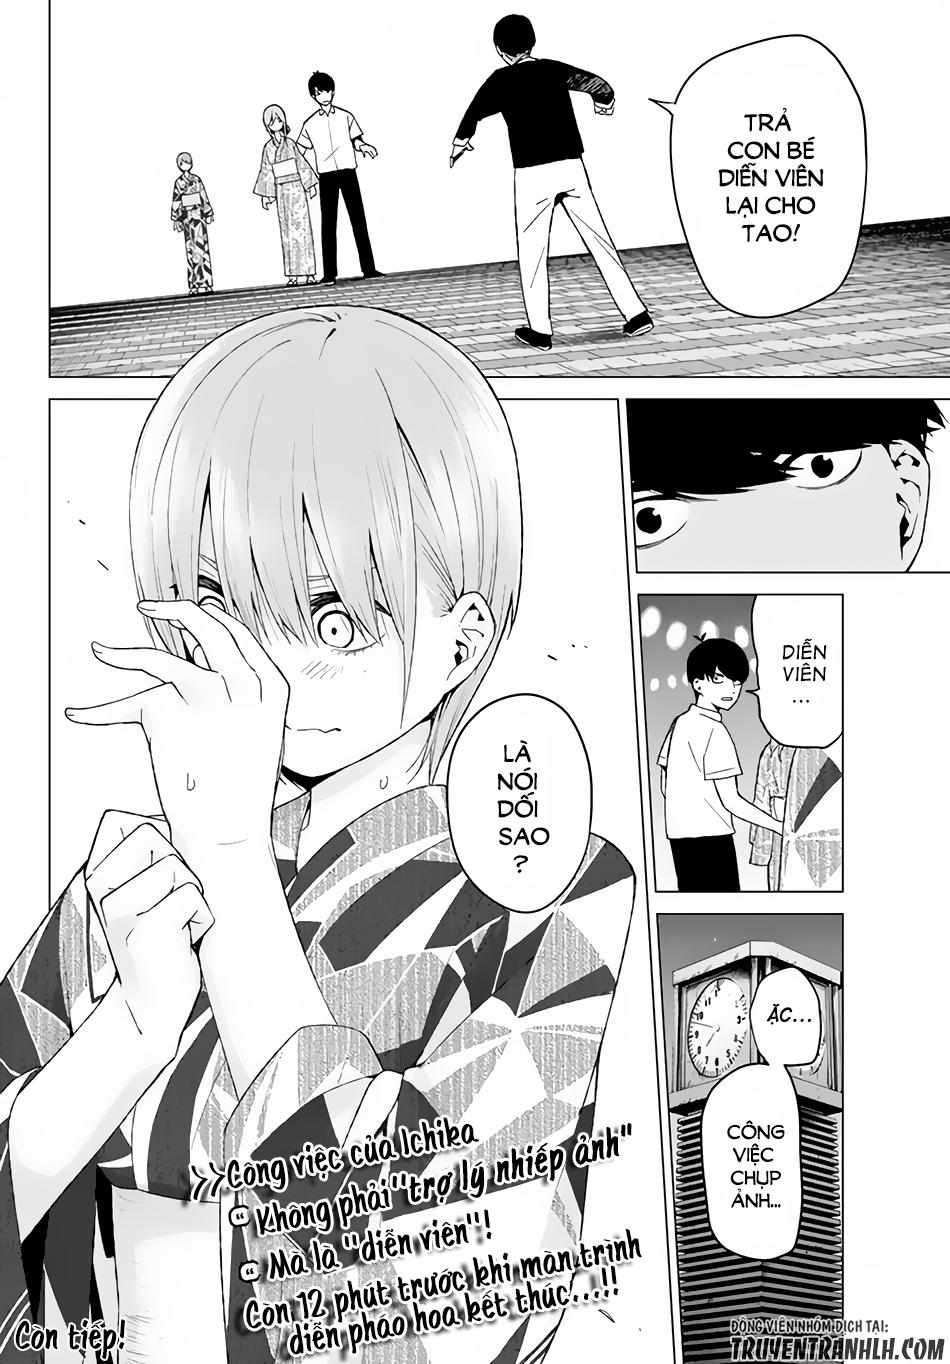 TRẢ
CON BÉ
DIỄN VIÊN
LẠI CHO
TAO!
DIỄN
VIÊN
...
ẶC...
CÔNG
VIỆC
CHỤP
ẢNH...
LÀ
NÓI
DỐI
SAO
?
Công việc của Ichika
Không phải "trợ lý nhiếp ảnh"
Mà là "diễn viên"!
Còn 12 phút trước khi màn trình
diễn pháo hoa kết thúc...!!
Còn tiếp!
ĐỘNG VIÊN NHÓM DỊCH TẠI:
TRUYENTRANHLH.COM